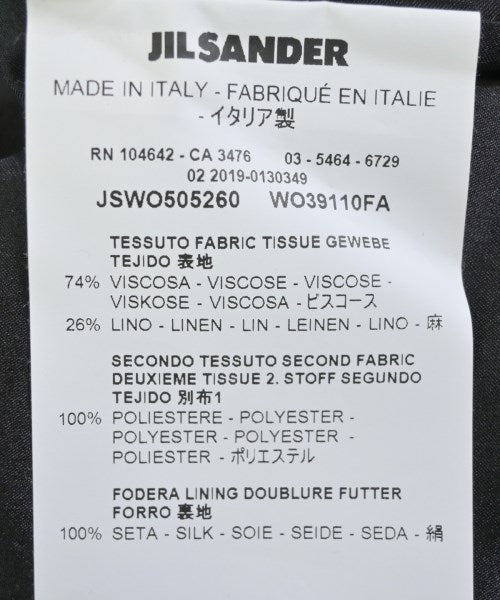 JIL SANDER
MADE IN ITALY - FABRIQUÉ EN ITALIE
- イタリア製
RN 104642 - CA 3476 03 - 5464 - 6729
02 2019-0130349
JSWO505260 WO39110FA
TESSUTO FABRIC TISSUE GEWEBE
TEJIDO 表地
74% VISCOSA - VISCOSE - VISCOSE -
VISKOSE - VISCOSA - ビスコース
26% LINO - LINEN - LIN - LEINEN - LINO - 麻
SECONDO TESSUTO SECOND FABRIC
DEUXIEME TISSUE 2. STOFF SEGUNDO
TEJIDO 別布1
100% POLIESTERE - POLYESTER -
POLYESTER - POLYESTER -
POLIESTER - ポリエステル
FODERA LINING DOUBLURE FUTTER
FORRO 裏地
100% SETA - SILK - SOIE - SEIDE - SEDA - 絹